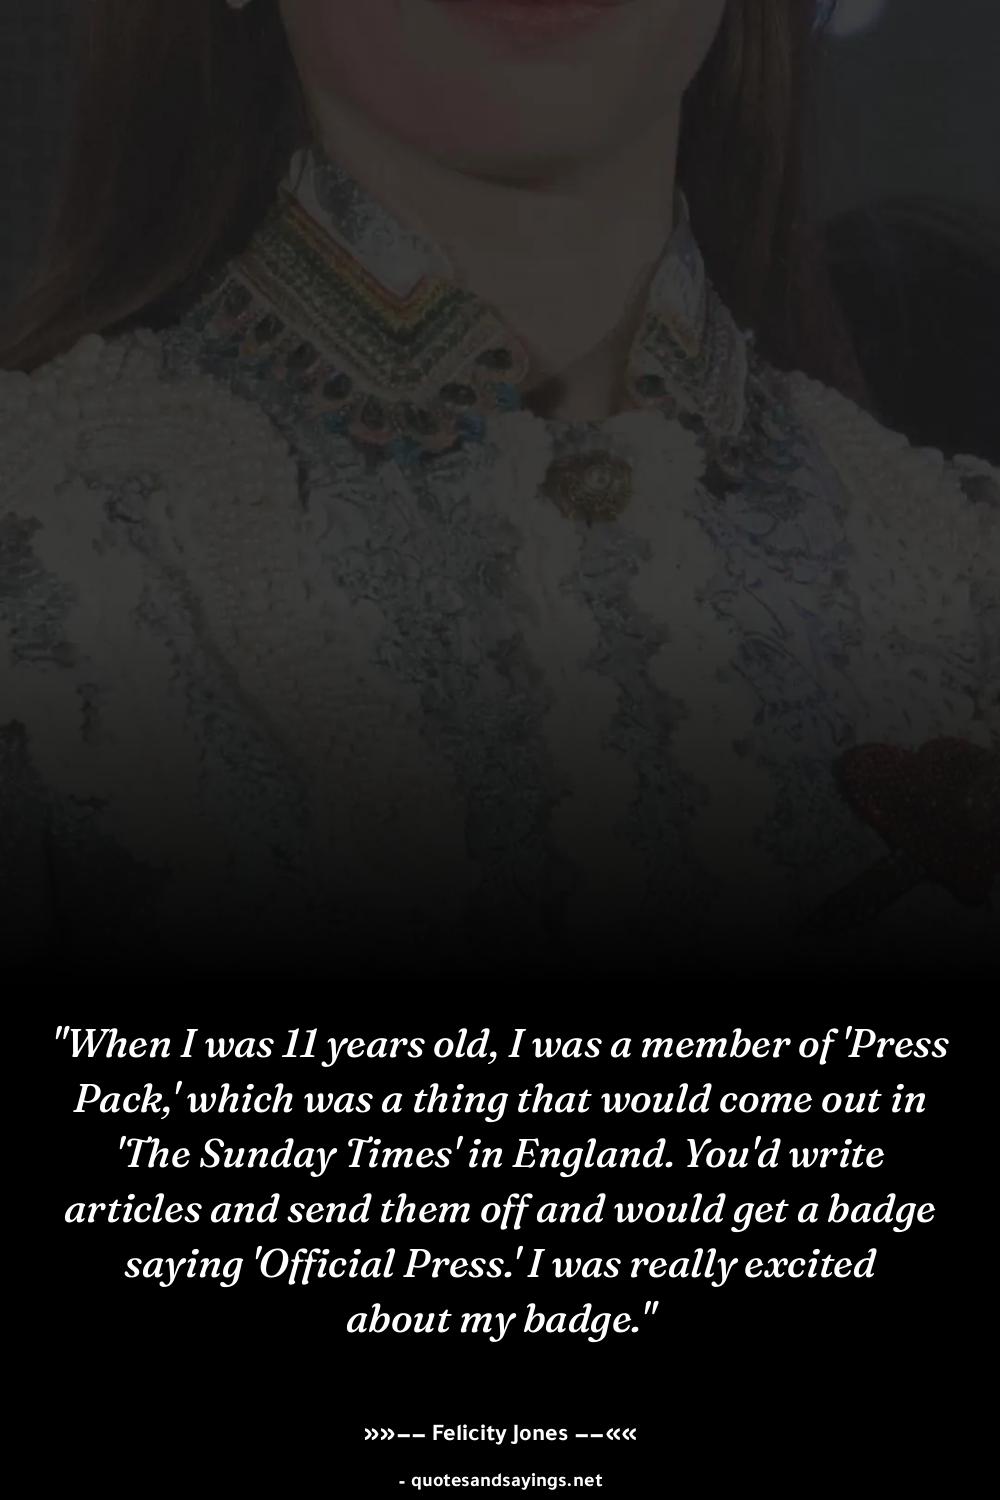 "When I was 11 years old, I was a member of 'Press
Pack,' which was a thing that would come out in
'The Sunday Times' in England. You'd write
articles and send them off and would get a badge
saying 'Official Press.' I was really excited
about my badge."
»»−− Felicity Jones −−««
- quotesandsayings.net